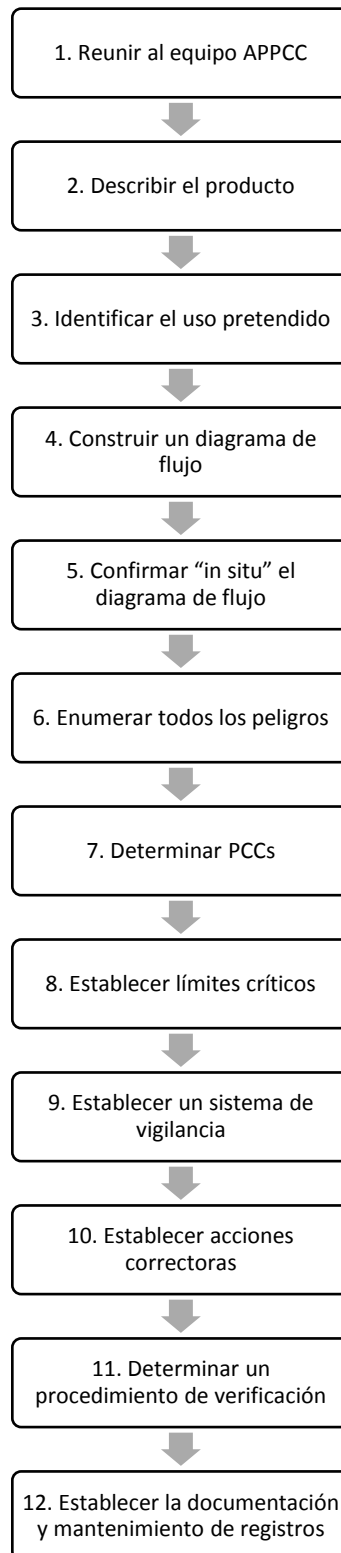 1. Reunir al equipo APPCC
2. Describir el producto
3. Identificar el uso pretendido
4. Construir un diagrama de
flujo
5. Confirmar “in situ” el
diagrama de flujo
6. Enumerar todos los peligros
7. Determinar PCCs
8. Establecer límites críticos
9. Establecer un sistema de
vigilancia
10. Establecer acciones
correctoras
11. Determinar un
procedimiento de verificación
12. Establecer la documentación
y mantenimiento de registros